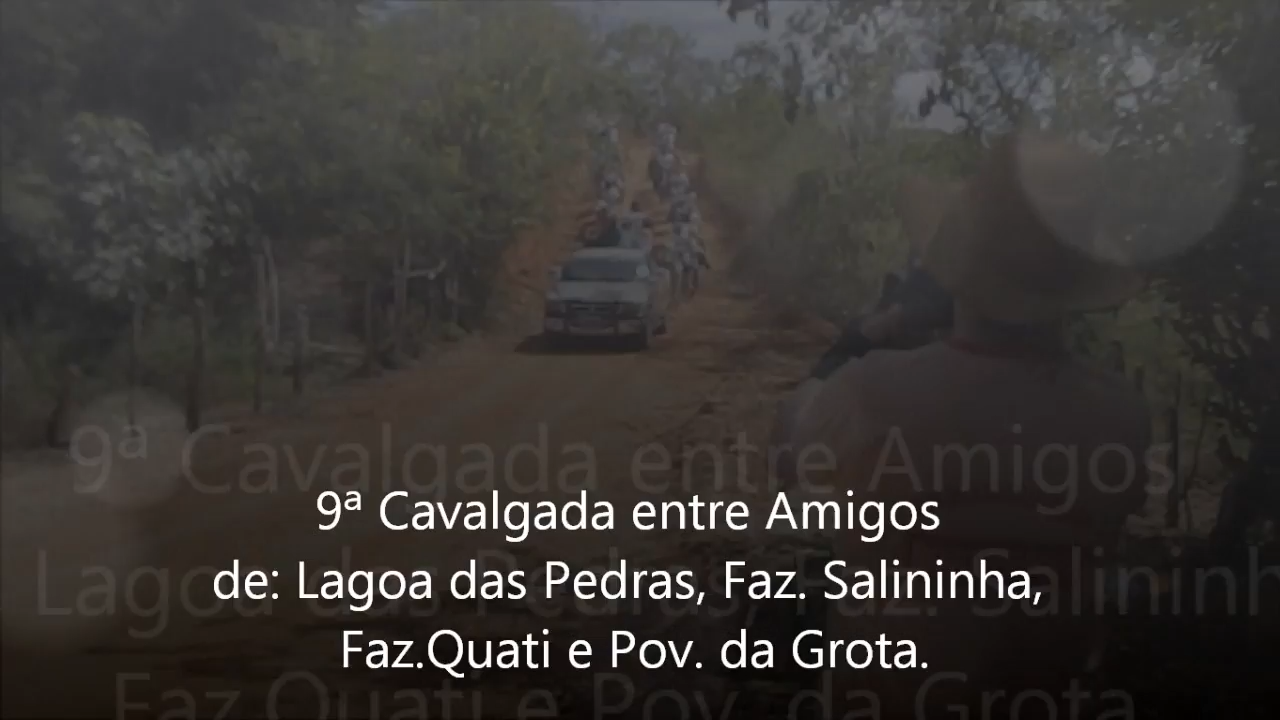 9ª Cavalgada entre Amigos
de: Lagoa das Pedras, Faz. Salininha,
Faz.Quati e Pov. da Grota.